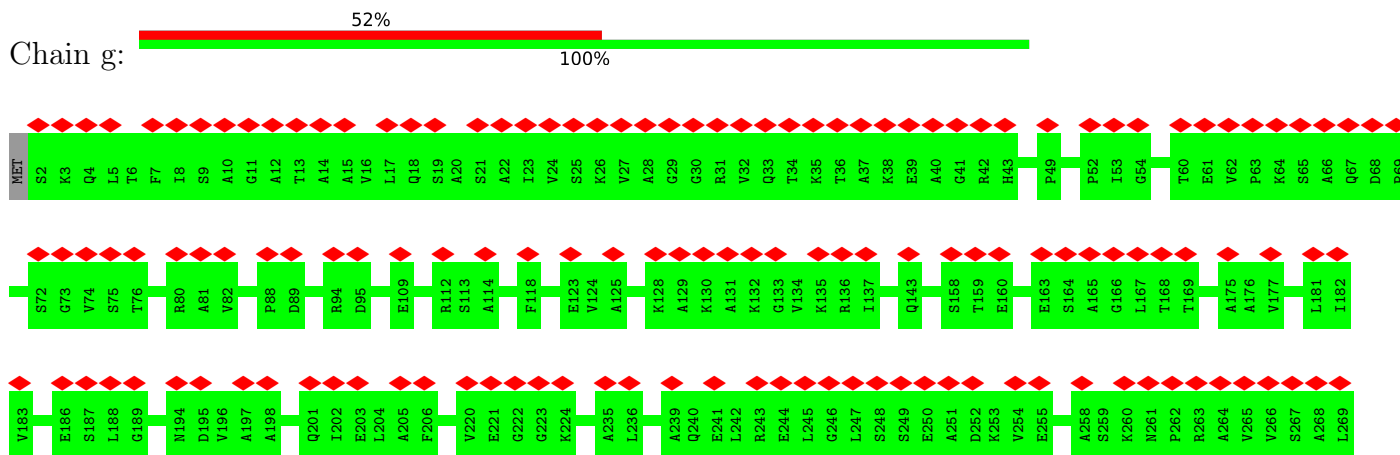 52%
Chain g:
100%
MET S2 K3 Q4 L5 T6 F7 I8 S9 A10 G11 A12 T13 A14 A15 V16 L17 Q18 S19 A20 S21 A22 I23 V24 S25 K26 V27 A28 G29 G30 R31 V32 Q33 T34 K35 T36 A37 K38 E39 A40 G41 R42 H43 P49 P52 I53 G54 T60 E61 V62 P63 K64 S65 A66 Q67 D68
S72 G73 V74 S75 T76 R80 A81 V82 P88 D89 R94 D95 E109 R112 S113 A114 F118 E123 V124 A125 K128 A129 K130 A131 K132 G133 V134 K135 R136 I137 Q143 S158 T159 E160 E163 S164 A165 G166 L167 T168 T169 A175 A176 V177 L181 I182
V183 E186 S187 L188 G189 N194 D195 V196 A197 A198 Q201 I202 E203 L204 A205 F206 V220 E221 G222 G223 K224 A235 L236 A239 Q240 E241 L242 R243 E244 L245 G246 L247 S248 S249 E250 A251 D252 K253 V254 E255 A258 S259 K260 N261 P262 R263 A264 V265 V266 S267 A268 L269